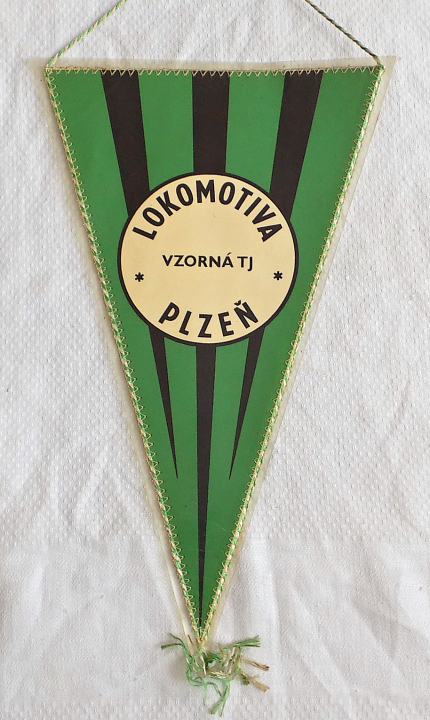 LOKOMOTIVA
VZORNÁ TJ
* *
PLZEŇ